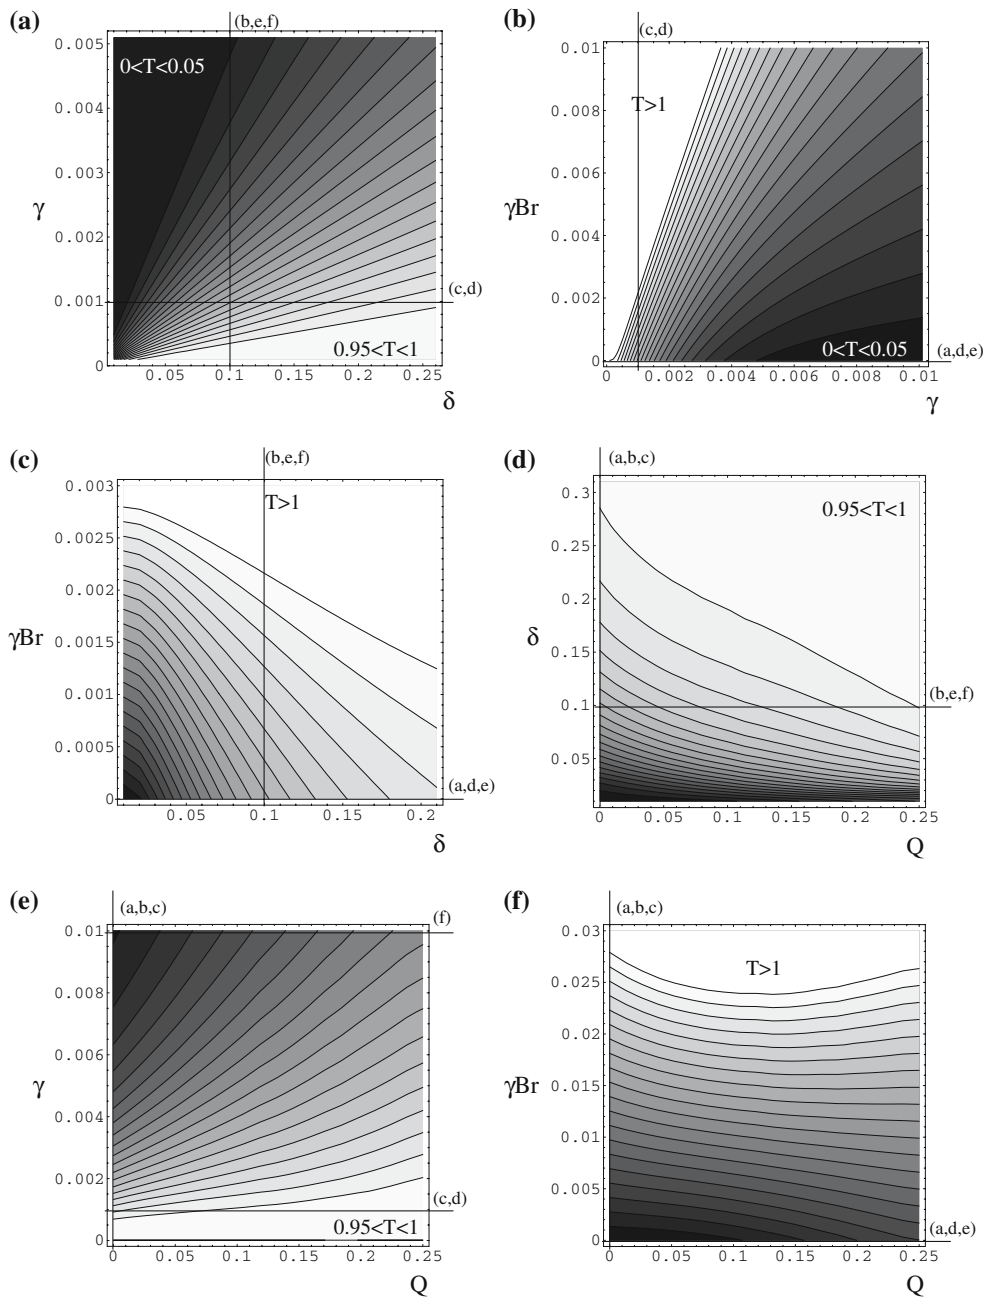 (a)
(b,e,f)
0.005
0<T<0.05
0.004
0.003
γ
0.002
(c,d)
0.001
0.95<T<1
0
0.05
0.1
0.15
0.2
0.25
δ
(b)
(c,d)
0.01
T>1
0.008
0.006
γBr
0.004
0.002
0<T<0.05
(a,d,e)
0
0
0.002
0.004
0.006
0.008
0.01
γ
(c)
(b,e,f)
0.003
T>1
0.0025
0.002
γBr
0.0015
0.001
0.0005
(a,d,e)
0
0.05
0.1
0.15
0.2
δ
(d)
(a,b,c)
0.3
0.95<T<1
0.25
0.2
δ
0.15
(b,e,f)
0.1
0.05
0
0.05
0.1
0.15
0.2
0.25
Q
(e)
(a,b,c)
(f)
0.01
0.008
0.006
γ
0.004
0.002
(c,d)
0.95<T<1
0
0
0.05
0.1
0.15
0.2
0.25
Q
(f)
(a,b,c)
0.03
T>1
0.025
0.02
γBr
0.015
0.01
0.005
(a,d,e)
0
0
0.05
0.1
0.15
0.2
0.25
Q